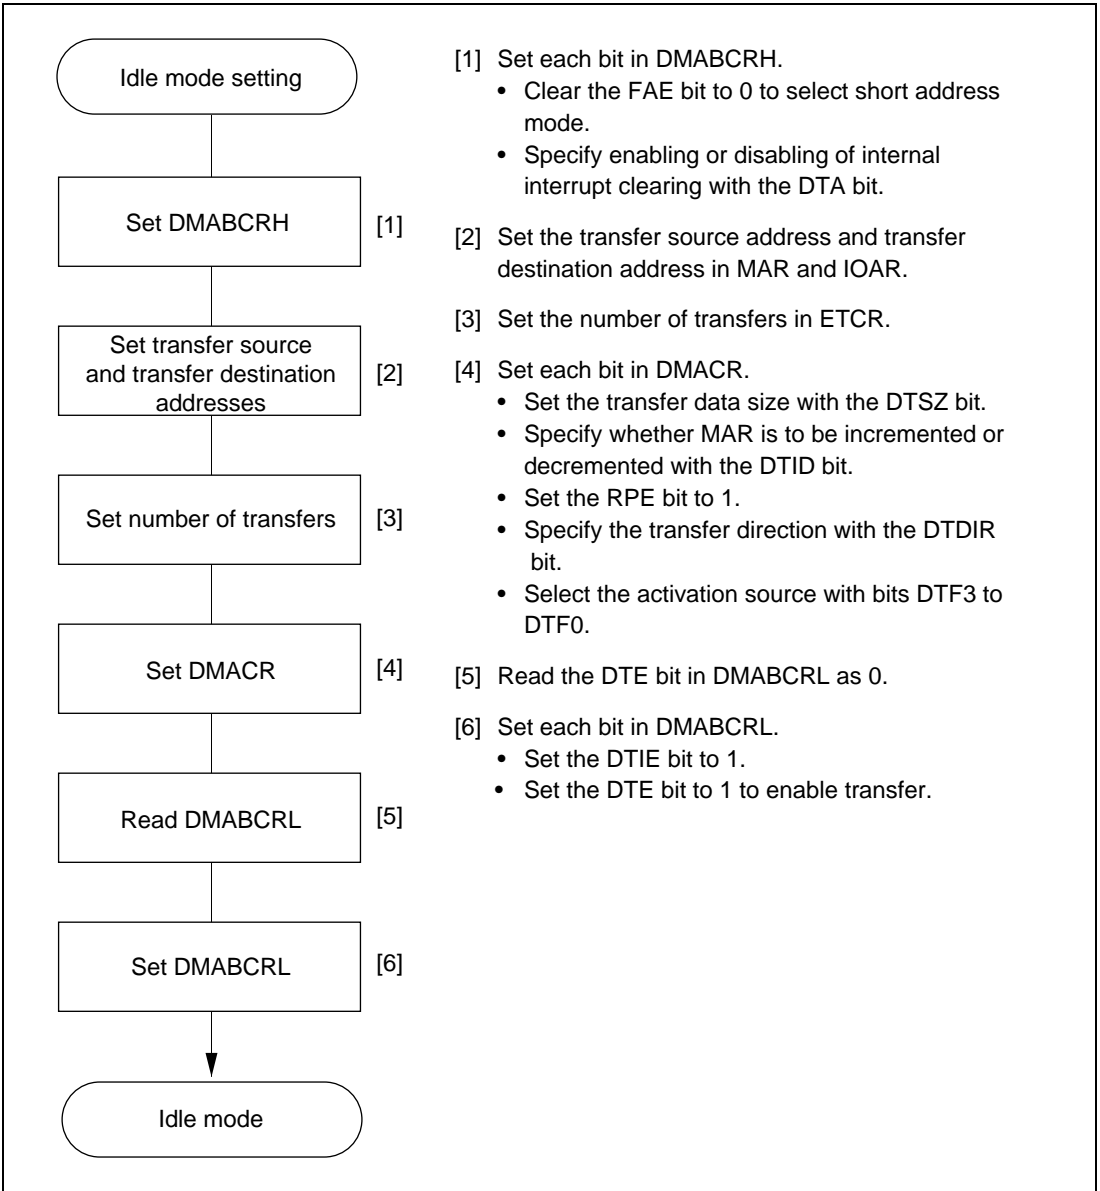 Idle mode setting
Set DMABCRH
[1]
Set transfer source
and transfer destination
addresses
[2]
Set number of transfers
[3]
Set DMACR
[4]
Read DMABCRL
[5]
Set DMABCRL
[6]
Idle mode
[1] Set each bit in DMABCRH.
• Clear the FAE bit to 0 to select short address
mode.
• Specify enabling or disabling of internal
interrupt clearing with the DTA bit.
[2] Set the transfer source address and transfer
destination address in MAR and IOAR.
[3] Set the number of transfers in ETCR.
[4] Set each bit in DMACR.
• Set the transfer data size with the DTSZ bit.
• Specify whether MAR is to be incremented or
decremented with the DTID bit.
• Set the RPE bit to 1.
• Specify the transfer direction with the DTDIR
bit.
• Select the activation source with bits DTF3 to
DTF0.
[5] Read the DTE bit in DMABCRL as 0.
[6] Set each bit in DMABCRL.
• Set the DTIE bit to 1.
• Set the DTE bit to 1 to enable transfer.